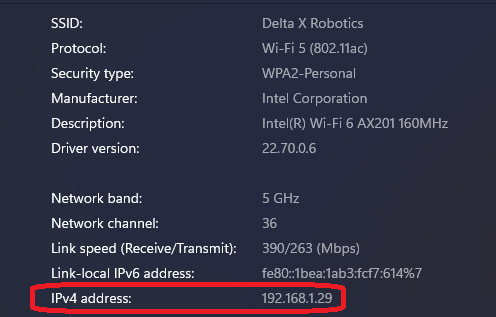 SSID: Delta X Robotics
Protocol: Wi-Fi 5 (802.11ac)
Security type: WPA2-Personal
Manufacturer: Intel Corporation
Description: Intel(R) Wi-Fi 6 AX201 160MHz
Driver version: 22.70.0.6
Network band: 5 GHz
Network channel: 36
Link speed (Receive/Transmit): 390/263 (Mbps)
Link-local IPv6 address: fe80::1bea:1ab3:fcf7:614%7
IPv4 address: 192.168.1.29